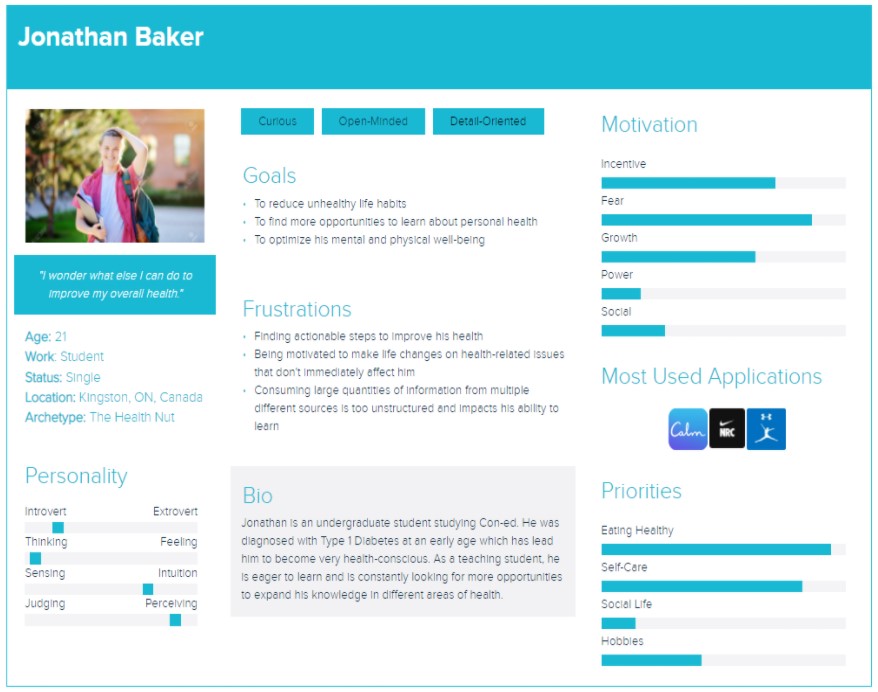 Jonathan Baker
"I wonder what else I can do to
improve my overall health."
Age: 21
Work: Student
Status: Single
Location: Kingston, ON, Canada
Archetype: The Health Nut
Personality
Introvert Extrovert
Thinking Feeling
Sensing Intuition
Judging Perceiving
Curious Open-Minded Detail-Oriented
Goals
To reduce unhealthy life habits
To find more opportunities to learn about personal health
To optimize his mental and physical well-being
Frustrations
Finding actionable steps to improve his health
Being motivated to make life changes on health-related issues
that don't immediately affect him
Consuming large quantities of information from multiple
different sources is too unstructured and impacts his ability to
learn
Bio
Jonathan is an undergraduate student studying Con-ed. He was
diagnosed with Type 1 Diabetes at an early age which has lead
him to become very health-conscious. As a teaching student, he
is eager to learn and is constantly looking for more opportunities
to expand his knowledge in different areas of health.
Motivation
Incentive
Fear
Growth
Power
Social
Most Used Applications
Calm NRC
Priorities
Eating Healthy
Self-Care
Social Life
Hobbies